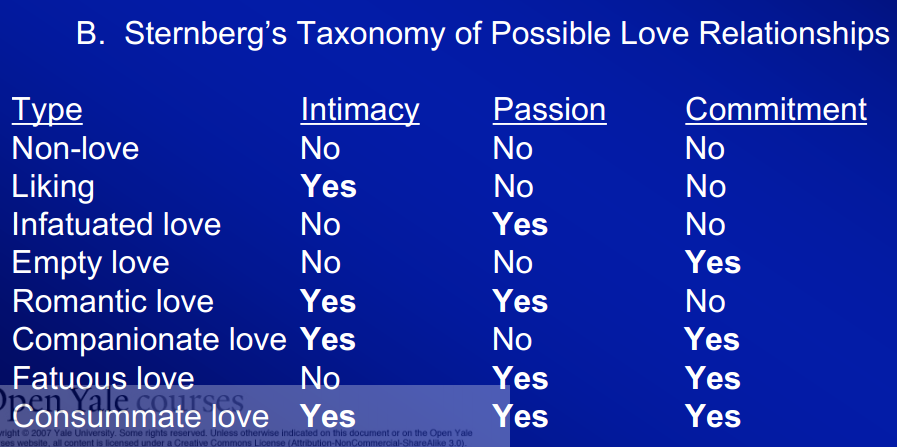 B. Sternberg's Taxonomy of Possible Love Relationships
Type Intimacy Passion Commitment
Non-love No No No
Liking Yes No No
Infatuated love No Yes No
Empty love No No Yes
Romantic love Yes Yes No
Companionate love Yes No Yes
Fatuous love No Yes Yes
Open Yale courses
Consummate love Yes Yes Yes
yright © 2007 Yale University. Some rights reserved. Unless otherwise indicated on this document or on the Open Yale
ses website, all content is licensed under a Creative Commons License (Attribution-NonCommercial-ShareAlike 3.0)